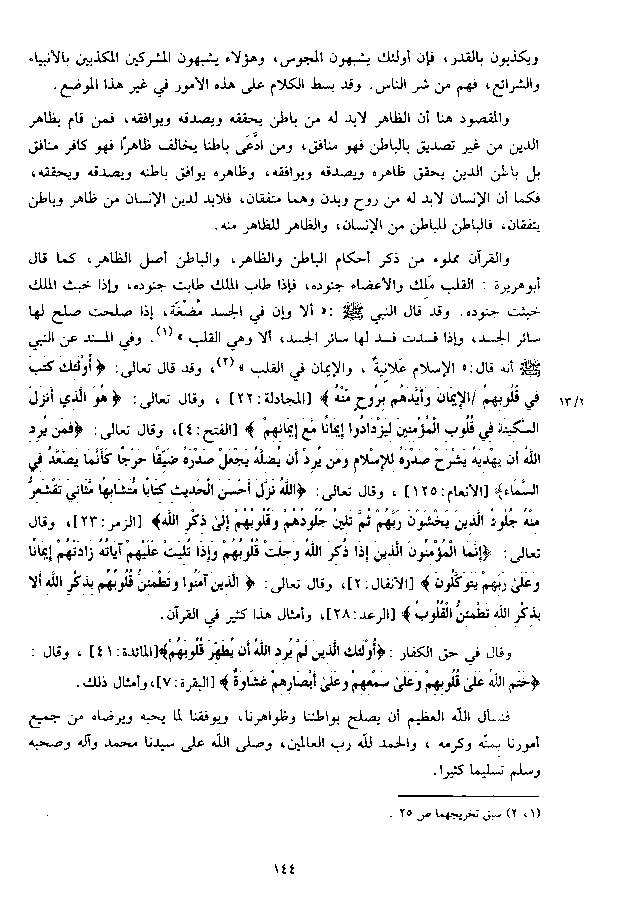 ويكذبون بالقدر، فإن أولئك يشبهون المجوس، وهؤلاء يشبهون المشركين المكذبين بالأنبياء
والشرائع، فهم من شر الناس. وقد بسط الكلام على هذه الأمور في غير هذا الموضع.
والمقصود هنا أن الظاهر لابد له من باطن يحققه ويصدقه ويوافقه، فمن قام بظاهر
الدين من غير تصديق بالباطن فهو منافق، ومن ادَّعَى باطنا يخالف ظاهرًا فهو كافر منافق
بل باطن الدين يحقق ظاهره ويصدقه ويوافقه، وظاهره يوافق باطنه ويصدقه ويحققه،
فكما أن الإنسان لابد له من روح وبدن وهما متفقان، فلابد لدين الإنسان من ظاهر وباطن
يتفقان، فالباطن للباطن من الإنسان، والظاهر للظاهر منه.
والقرآن مملوء من ذكر أحكام الباطن والظاهر، والباطن أصل الظاهر، كما قال
أبوهريرة : القلب مَلِك والأعضاء جنوده، فإذا طاب الملك طابت جنوده، وإذا خبث الملك
خبثت جنوده. وقد قال النبي ﷺ :« ألا وإن في الجسد مُضْغَة، إذا صلحت صلح لها
سائر الجسد، وإذا فسدت فسد لها سائر الجسد، ألا وهي القلب » (١). وفي المسند عن النبي
ﷺ أنه قال:« الإسلام عَلانِيةٌ ، والإيمان في القلب » (٢)، وقد قال تعالى: ﴿ أُوْلَئِكَ كَتَبَ
١٣/٢ فِي قُلُوبِهِمُ /الإِيمَانَ وَأَيَّدَهُم بِرُوحٍ مِّنْهُ ﴾ [المجادلة:٢٢] ، وقال تعالى: ﴿ هُوَ الَّذِي أَنزَلَ
السَّكِينَةَ فِي قُلُوبِ الْمُؤْمِنِينَ لِيَزْدَادُوا إِيمَانًا مَّعَ إِيمَانِهِمْ ﴾ [الفتح:٤]، وقال تعالى: ﴿فَمَن يُرِدِ
اللَّهُ أَن يَهْدِيَهُ يَشْرَحْ صَدْرَهُ لِلإِسْلامِ وَمَن يُرِدْ أَن يُضِلَّهُ يَجْعَلْ صَدْرَهُ ضَيِّقًا حَرَجًا كَأَنَّمَا يَصَّعَّدُ فِي
السَّمَاءِ﴾ [الأنعام:١٢٥] ، وقال تعالى: ﴿اللَّهُ نَزَّلَ أَحْسَنَ الْحَدِيثِ كِتَابًا مُّتَشَابِهًا مَّثَانِيَ تَقْشَعِرُّ
مِنْهُ جُلُودُ الَّذِينَ يَخْشَوْنَ رَبَّهُمْ ثُمَّ تَلِينُ جُلُودُهُمْ وَقُلُوبُهُمْ إِلَىٰ ذِكْرِ اللَّهِ﴾ [الزمر:٢٣]، وقال
تعالى: ﴿إِنَّمَا الْمُؤْمِنُونَ الَّذِينَ إِذَا ذُكِرَ اللَّهُ وَجِلَتْ قُلُوبُهُمْ وَإِذَا تُلِيَتْ عَلَيْهِمْ آيَاتُهُ زَادَتْهُمْ إِيمَانًا
وَعَلَىٰ رَبِّهِمْ يَتَوَكَّلُونَ ﴾ [الأنفال:٢]، وقال تعالى: ﴿ الَّذِينَ آمَنُوا وَتَطْمَئِنُّ قُلُوبُهُم بِذِكْرِ اللَّهِ أَلا
بِذِكْرِ اللَّهِ تَطْمَئِنُّ الْقُلُوبُ ﴾ [الرعد:٢٨]، وأمثال هذا كثير في القرآن.
وقال في حق الكفار : ﴿أُوْلَئِكَ الَّذِينَ لَمْ يُرِدِ اللَّهُ أَن يُطَهِّرَ قُلُوبَهُمْ﴾[المائدة:٤١] ، وقال :
﴿خَتَمَ اللَّهُ عَلَىٰ قُلُوبِهِمْ وَعَلَىٰ سَمْعِهِمْ وَعَلَىٰ أَبْصَارِهِمْ غِشَاوَةٌ ﴾ [البقرة:٧]، وأمثال ذلك.
فنسأل الله العظيم أن يصلح بواطننا وظواهرنا، ويوفقنا لما يحبه ويرضاه من جميع
أمورنا بمنِّه وكرمه ، والحمد لله رب العالمين، وصلى الله على سيدنا محمد وآله وصحبه
وسلم تسليما كثيرا.
(١ ، ٢) سبق تخريجهما ص ٢٥ .
١٤٤